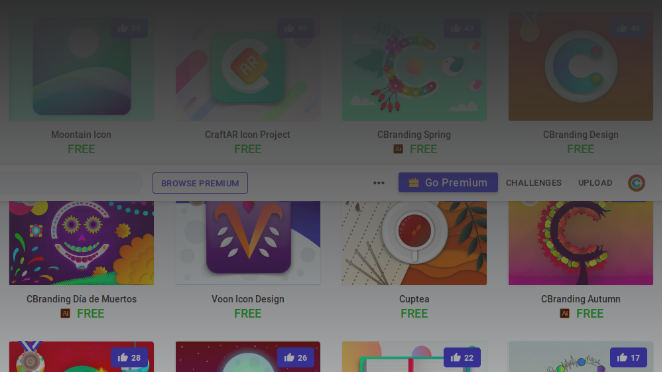 Moontain Icon
CraftAR Icon Project
CBranding Spring
CBranding Design
FREE
FREE
Ai FREE
FREE
BROWSE PREMIUM
Go Premium
CHALLENGES
UPLOAD
CBranding Día de Muertos
Voon Icon Design
Cuptea
CBranding Autumn
Ai FREE
FREE
FREE
Ai FREE
28
26
22
17